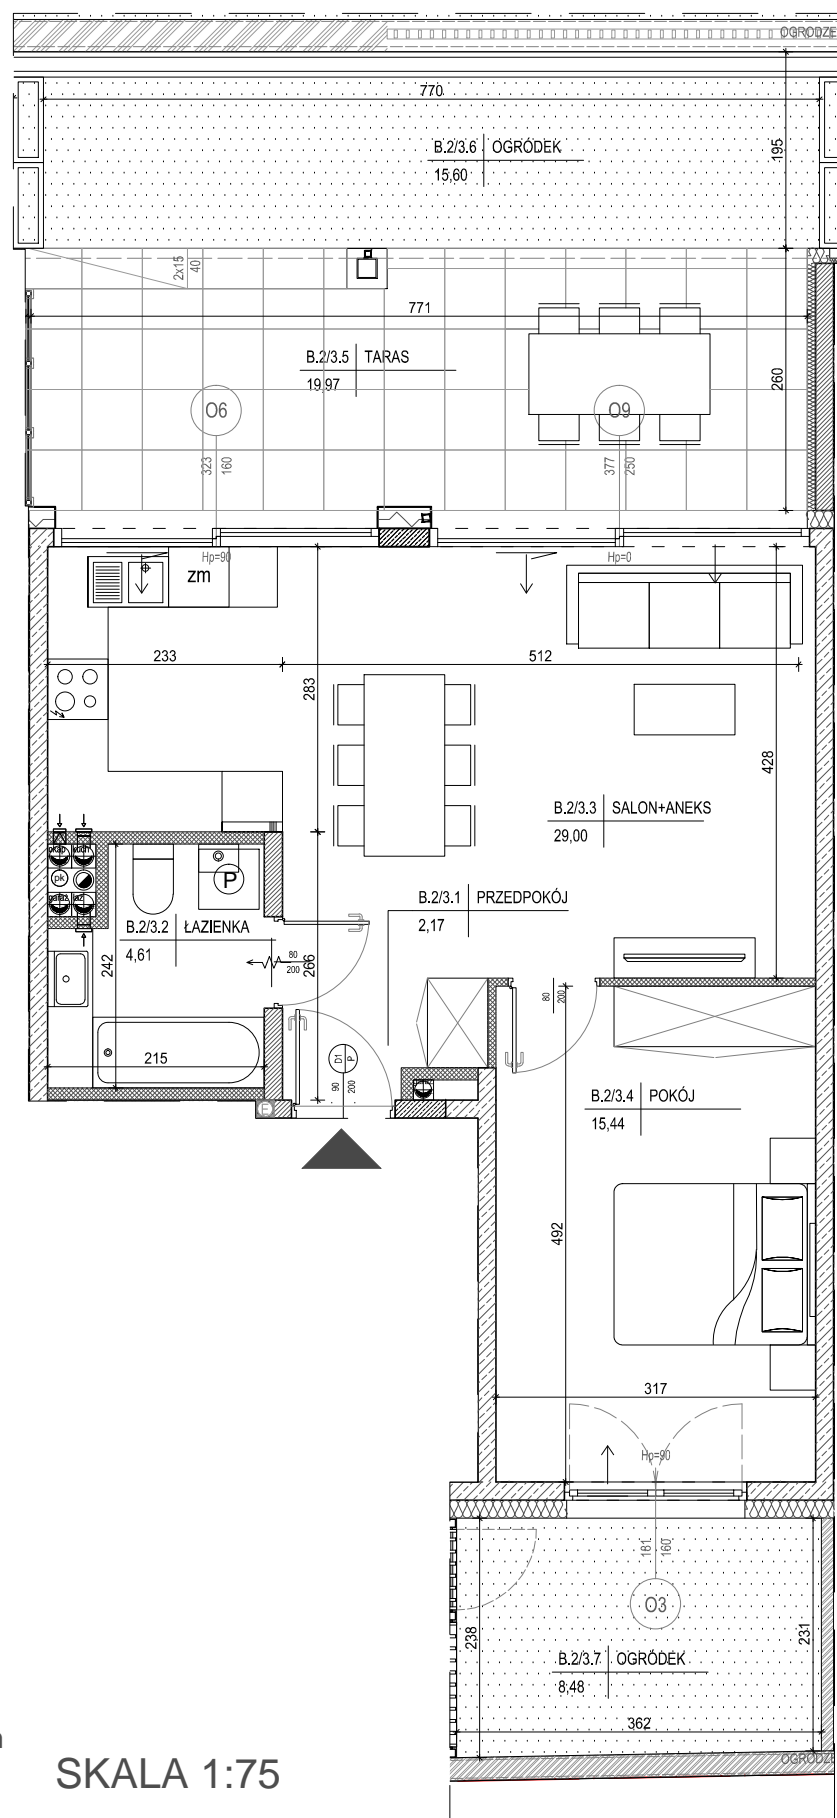 OGRODZE
770
195
B.2/3.6 OGRÓDEK
15,60
2x15
40
771
B.2/3.5 TARAS
19,97
260
O6
O9
323
160
377
250
Hp=90
Hp=0
zm
233
512
283
428
B.2/3.3 SALON+ANEKS
29,00
pk
P
B.2/3.1 PRZEDPOKÓJ
2,17
B.2/3.2 ŁAZIENKA
4,61
242
80
200
266
80
200
215
D1
P
90
200
E
B.2/3.4 POKÓJ
15,44
492
317
Hp=90
181
160
O3
238
231
B.2/3.7 OGRÓDEK
8,48
362
OGRODZE
SKALA 1:75